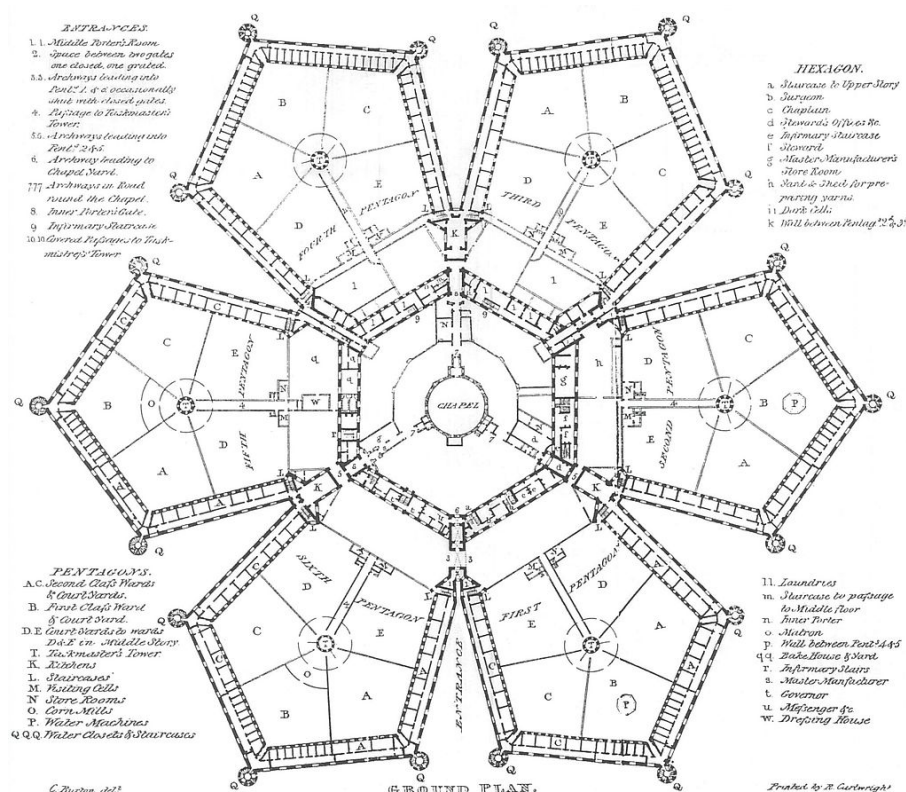 ENTRANCES.
1.1. Middle Porter's Room
2. Space between two gates
one closed, one grated.
3.3. Archways leading into
Pent.s 1. & 6 occasionally
shut with closed gates.
4. Passage to Taskmaster's
Tower.
5.5. Archways leading into
Pent.s 2 & 5.
6. Archway leading to
Chapel Yard.
777 Archways in Road
round the Chapel.
8. Inner Porter's Gate.
9 Infirmary Staircase
10.10 Covered Passages to Task-
mistress' Tower
HEXAGON.
a Staircase to Upper Story
b Surgeon
c Chaplain
d Steward's Offices &c.
e Infirmary Staircase
f Steward
g Master Manufacturer's
Store Room
h Yard & Shed for pre-
paring yarns.
i i Dark Cells
k Wall between Pentag.s 2 & 3.
FOURTH PENTAGON
THIRD PENTAGON
FIFTH PENTAGON
SECOND PENTAGON
CHAPEL
SIXTH PENTAGON
FIRST PENTAGON
ENTRANCE
PENTAGONS.
A.C. Second Claſs Wards
& Court Yards.
B. First Claſs Ward
& Court Yard.
D.E Court Yards to wards
D & E in Middle Story
T. Taskmaster's Tower
K. Kitchens
L. Staircases
M. Visiting Cells
N Store Rooms
O. Corn Mills
P. Water Machines
Q Q.Q. Water Closets & Staircases
ll. Laundries
m Staircase to paſsage
to Middle floor
n Inner Porter
o Matron
p Wall between Pent.s 4 & 5
qq Bake House & Yard
r Infirmary Stairs
s Master Manfacturer
t Governor
u Meſsenger &c
w. Dreſsing House
C. Burton del.t
GROUND PLAN.
Printed by R. Cartwright